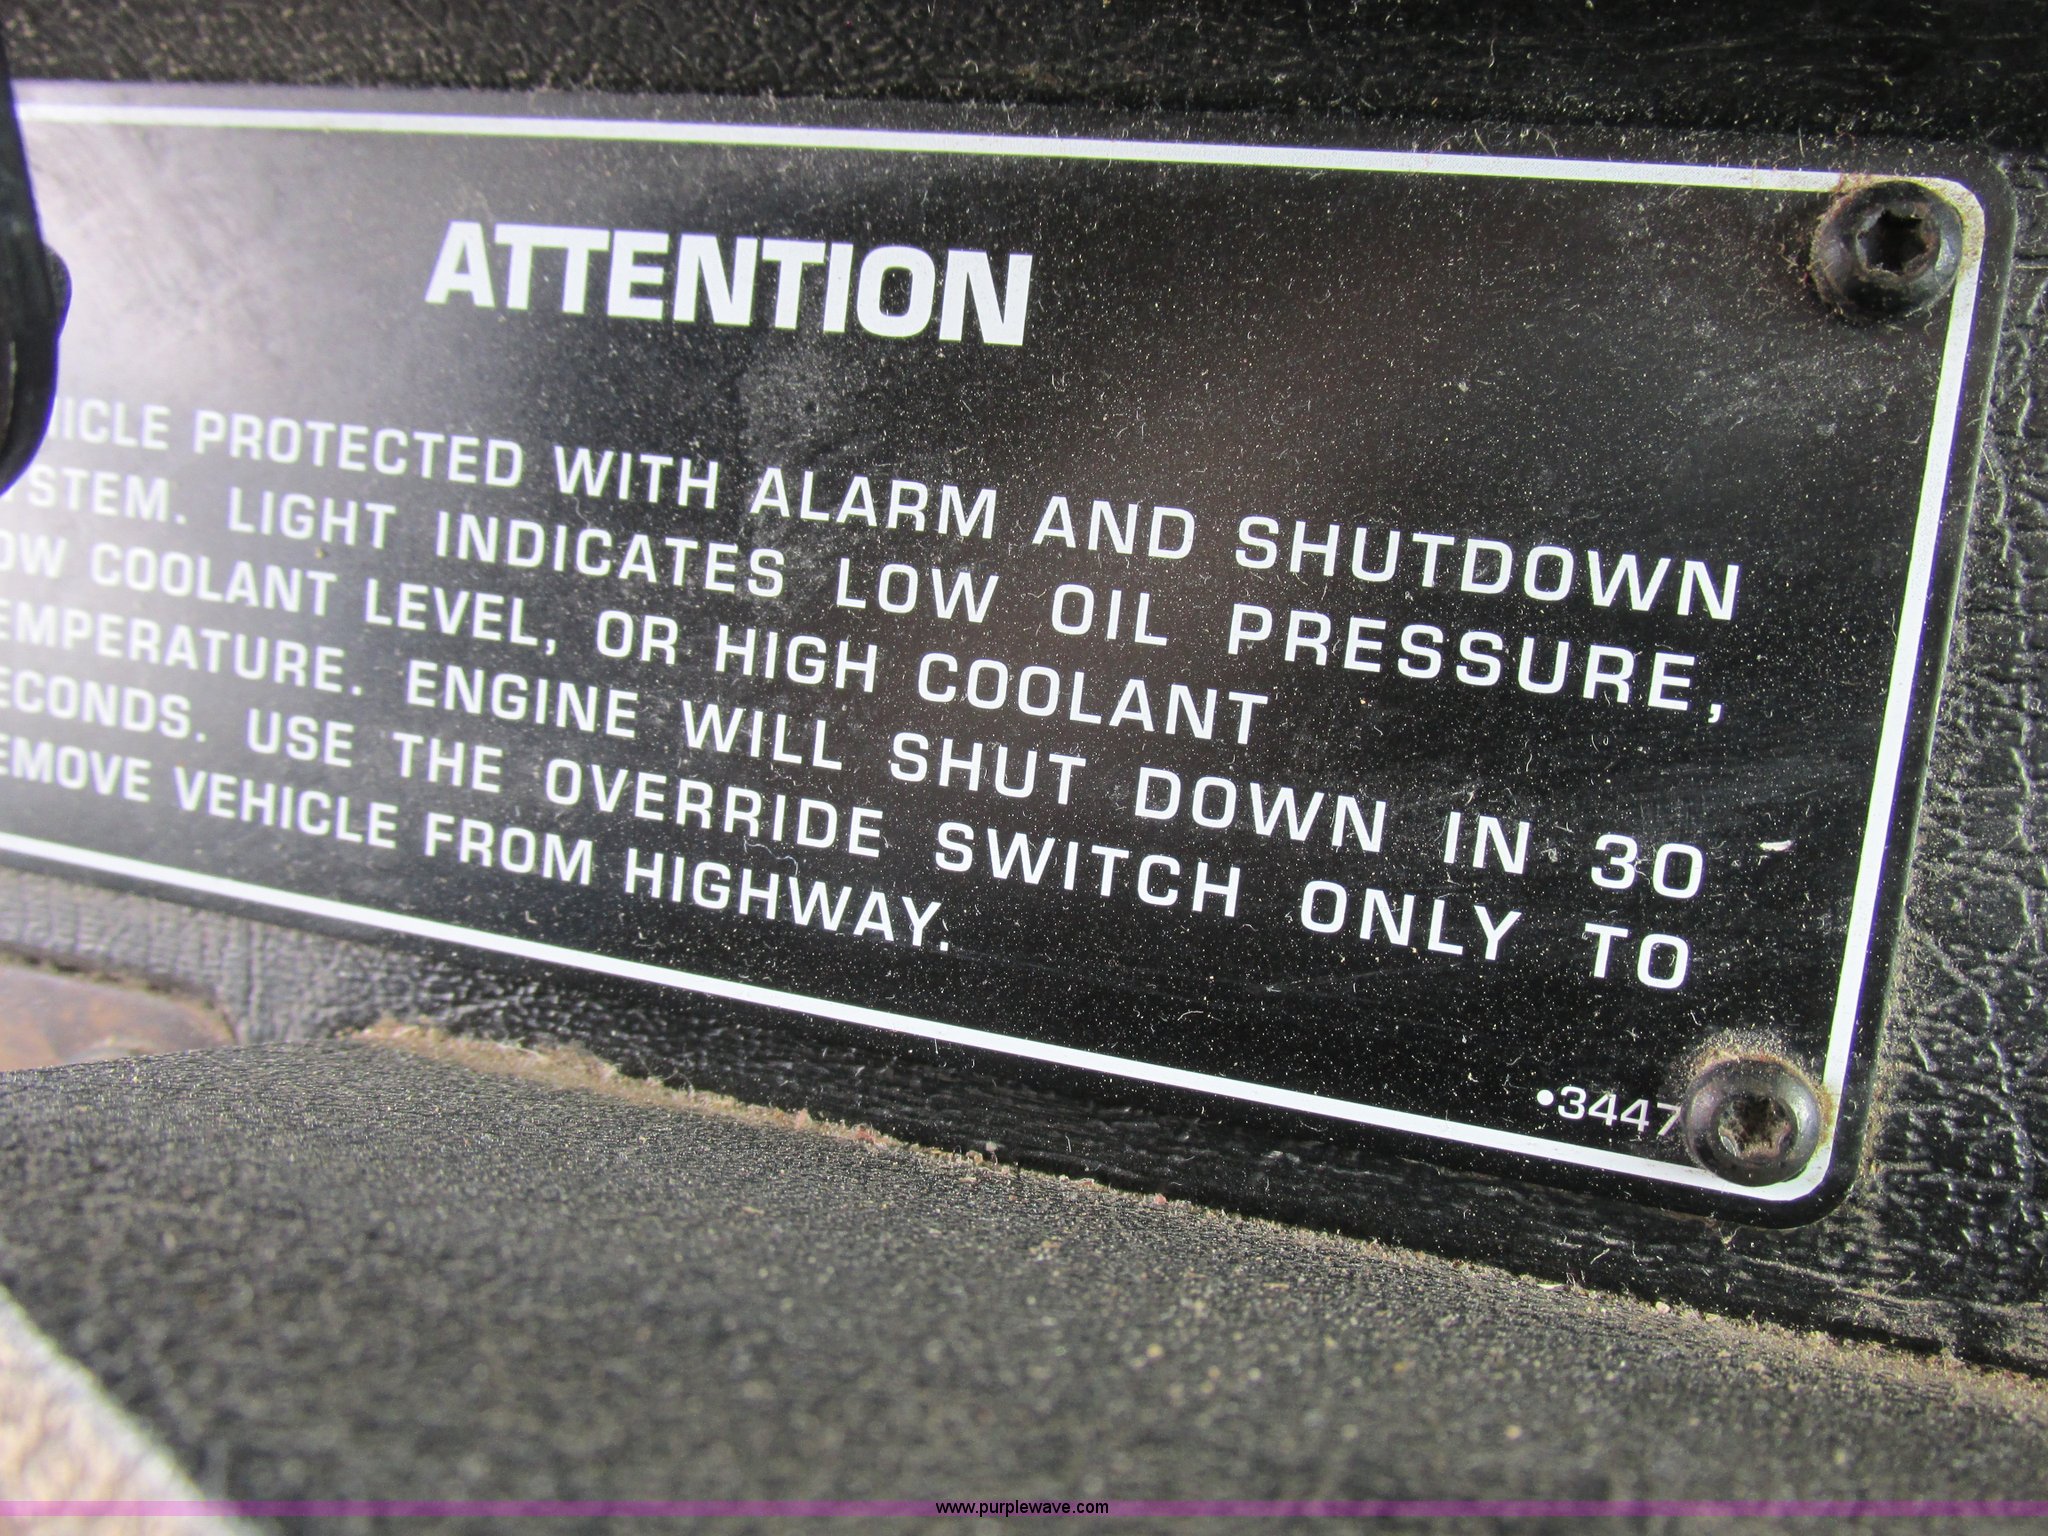 ATTENTION
HICLE PROTECTED WITH ALARM AND SHUTDOWN
YSTEM. LIGHT INDICATES LOW OIL PRESSURE,
OW COOLANT LEVEL, OR HIGH COOLANT
EMPERATURE. ENGINE WILL SHUT DOWN IN 30
ECONDS. USE THE OVERRIDE SWITCH ONLY TO
EMOVE VEHICLE FROM HIGHWAY.
•3447
www.purplewave.com